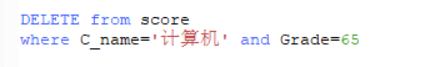 DELETE from score
where C_name='计算机' and Grade=65